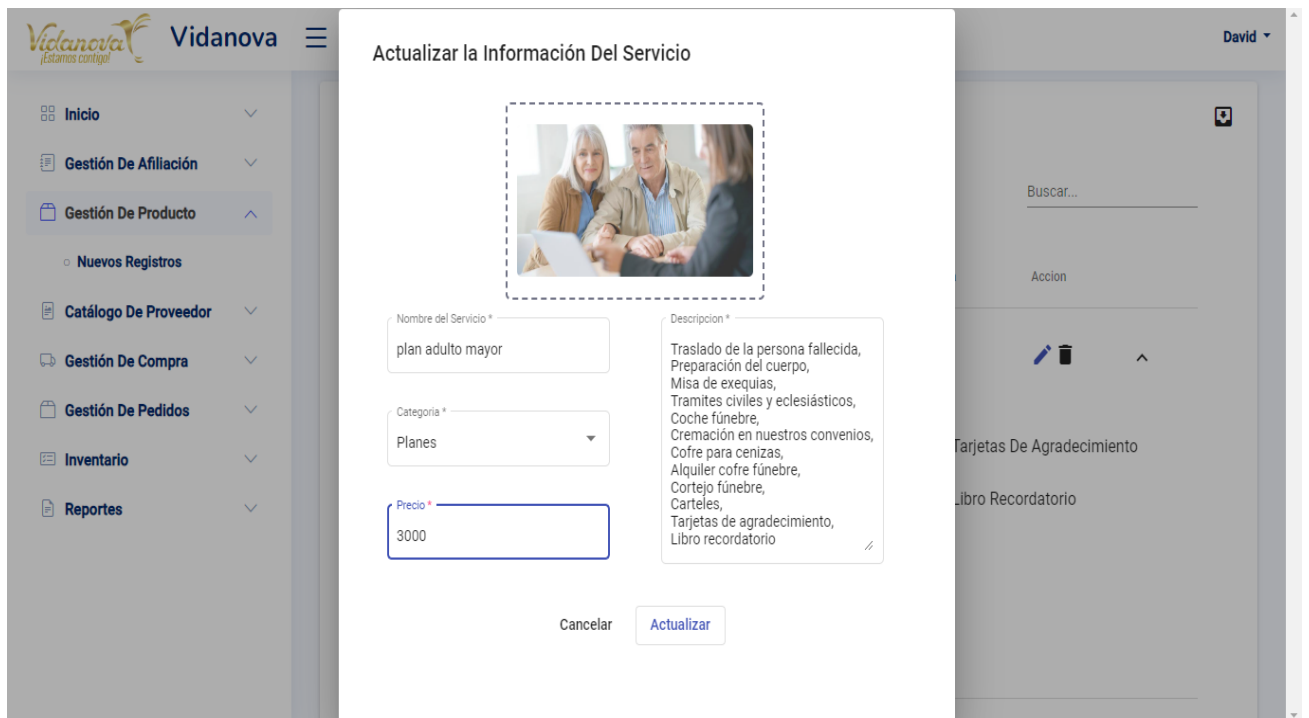 Vidanova
¡Estamos contigo!
Vidanova
David
Inicio
Gestión De Afiliación
Gestión De Producto
Nuevos Registros
Catálogo De Proveedor
Gestión De Compra
Gestión De Pedidos
Inventario
Reportes
Actualizar la Información Del Servicio
Nombre del Servicio *
plan adulto mayor
Categoria *
Planes
Precio *
3000
Descripcion *
Traslado de la persona fallecida,
Preparación del cuerpo,
Misa de exequias,
Tramites civiles y eclesiásticos,
Coche fúnebre,
Cremación en nuestros convenios,
Cofre para cenizas,
Alquiler cofre fúnebre,
Cortejo fúnebre,
Carteles,
Tarjetas de agradecimiento,
Libro recordatorio
Cancelar
Actualizar
Buscar...
Accion
Tarjetas De Agradecimiento
Libro Recordatorio